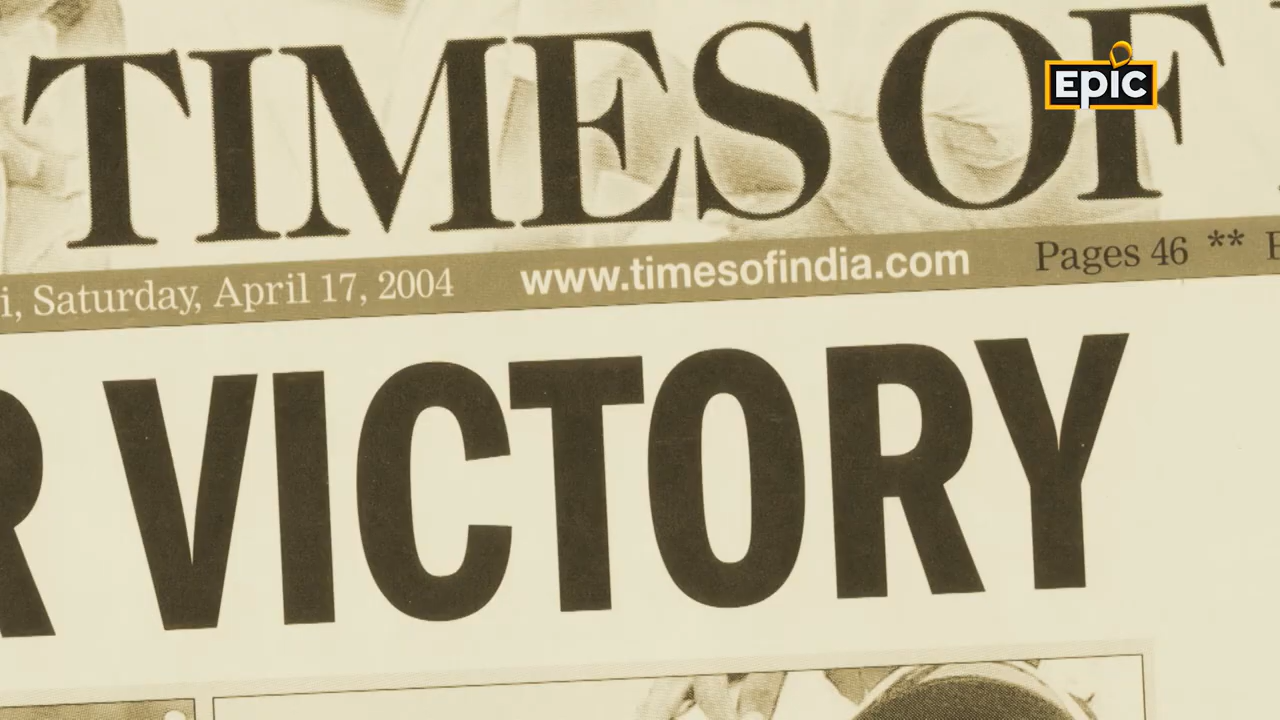 TIMES OF
EPIC
i, Saturday, April 17, 2004 www.timesofindia.com Pages 46 **
R VICTORY